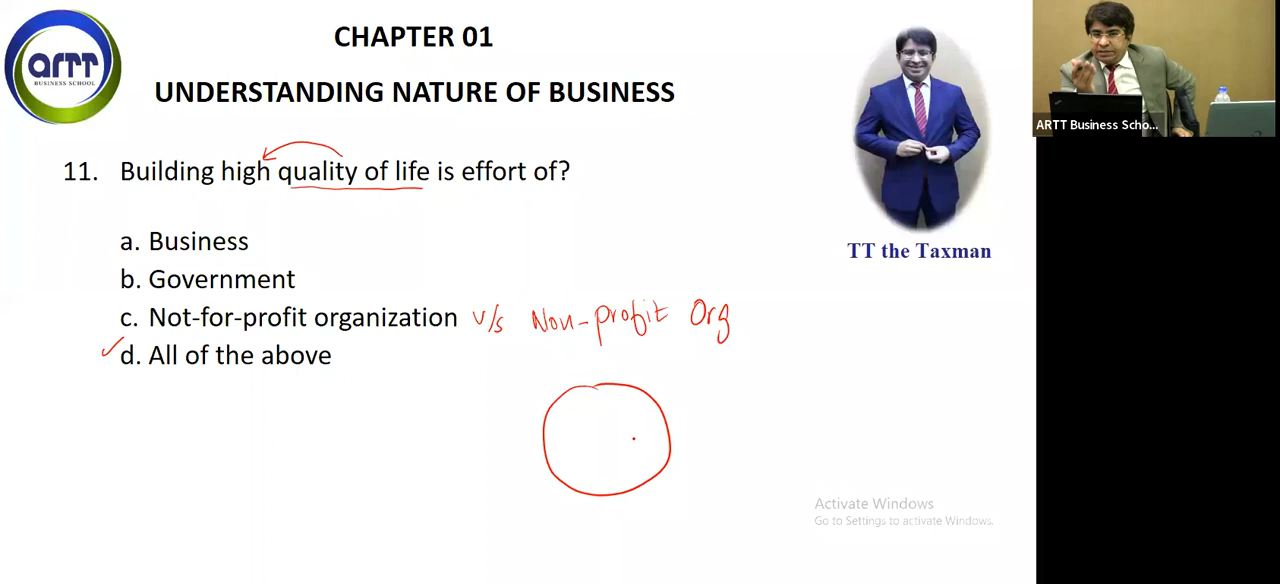 CHAPTER 01
UNDERSTANDING NATURE OF BUSINESS
ARTT
BUSINESS SCHOOL
ARTT Business Scho...
11. Building high quality of life is effort of?
a. Business
b. Government
c. Not-for-profit organization v/s Non-profit Org
d. All of the above
TT the Taxman
Activate Windows
Go to Settings to activate Windows.